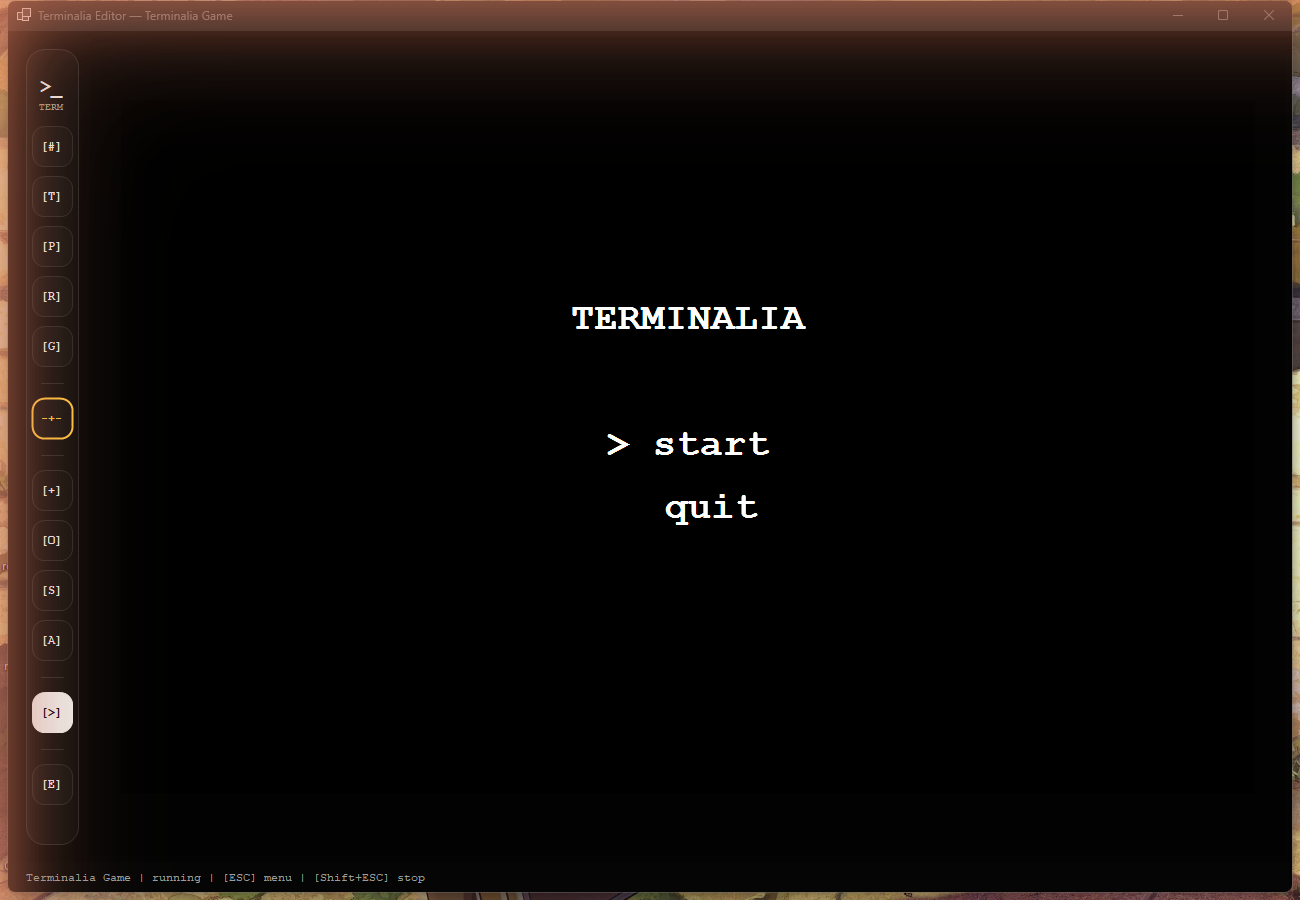 Terminalia Editor — Terminalia Game
>_
TERM
[#]
[T]
[P]
[R]
[G]
-+-
[+]
[O]
[S]
[A]
[>]
[E]
TERMINALIA
> start
quit
Terminalia Game | running | [ESC] menu | [Shift+ESC] stop